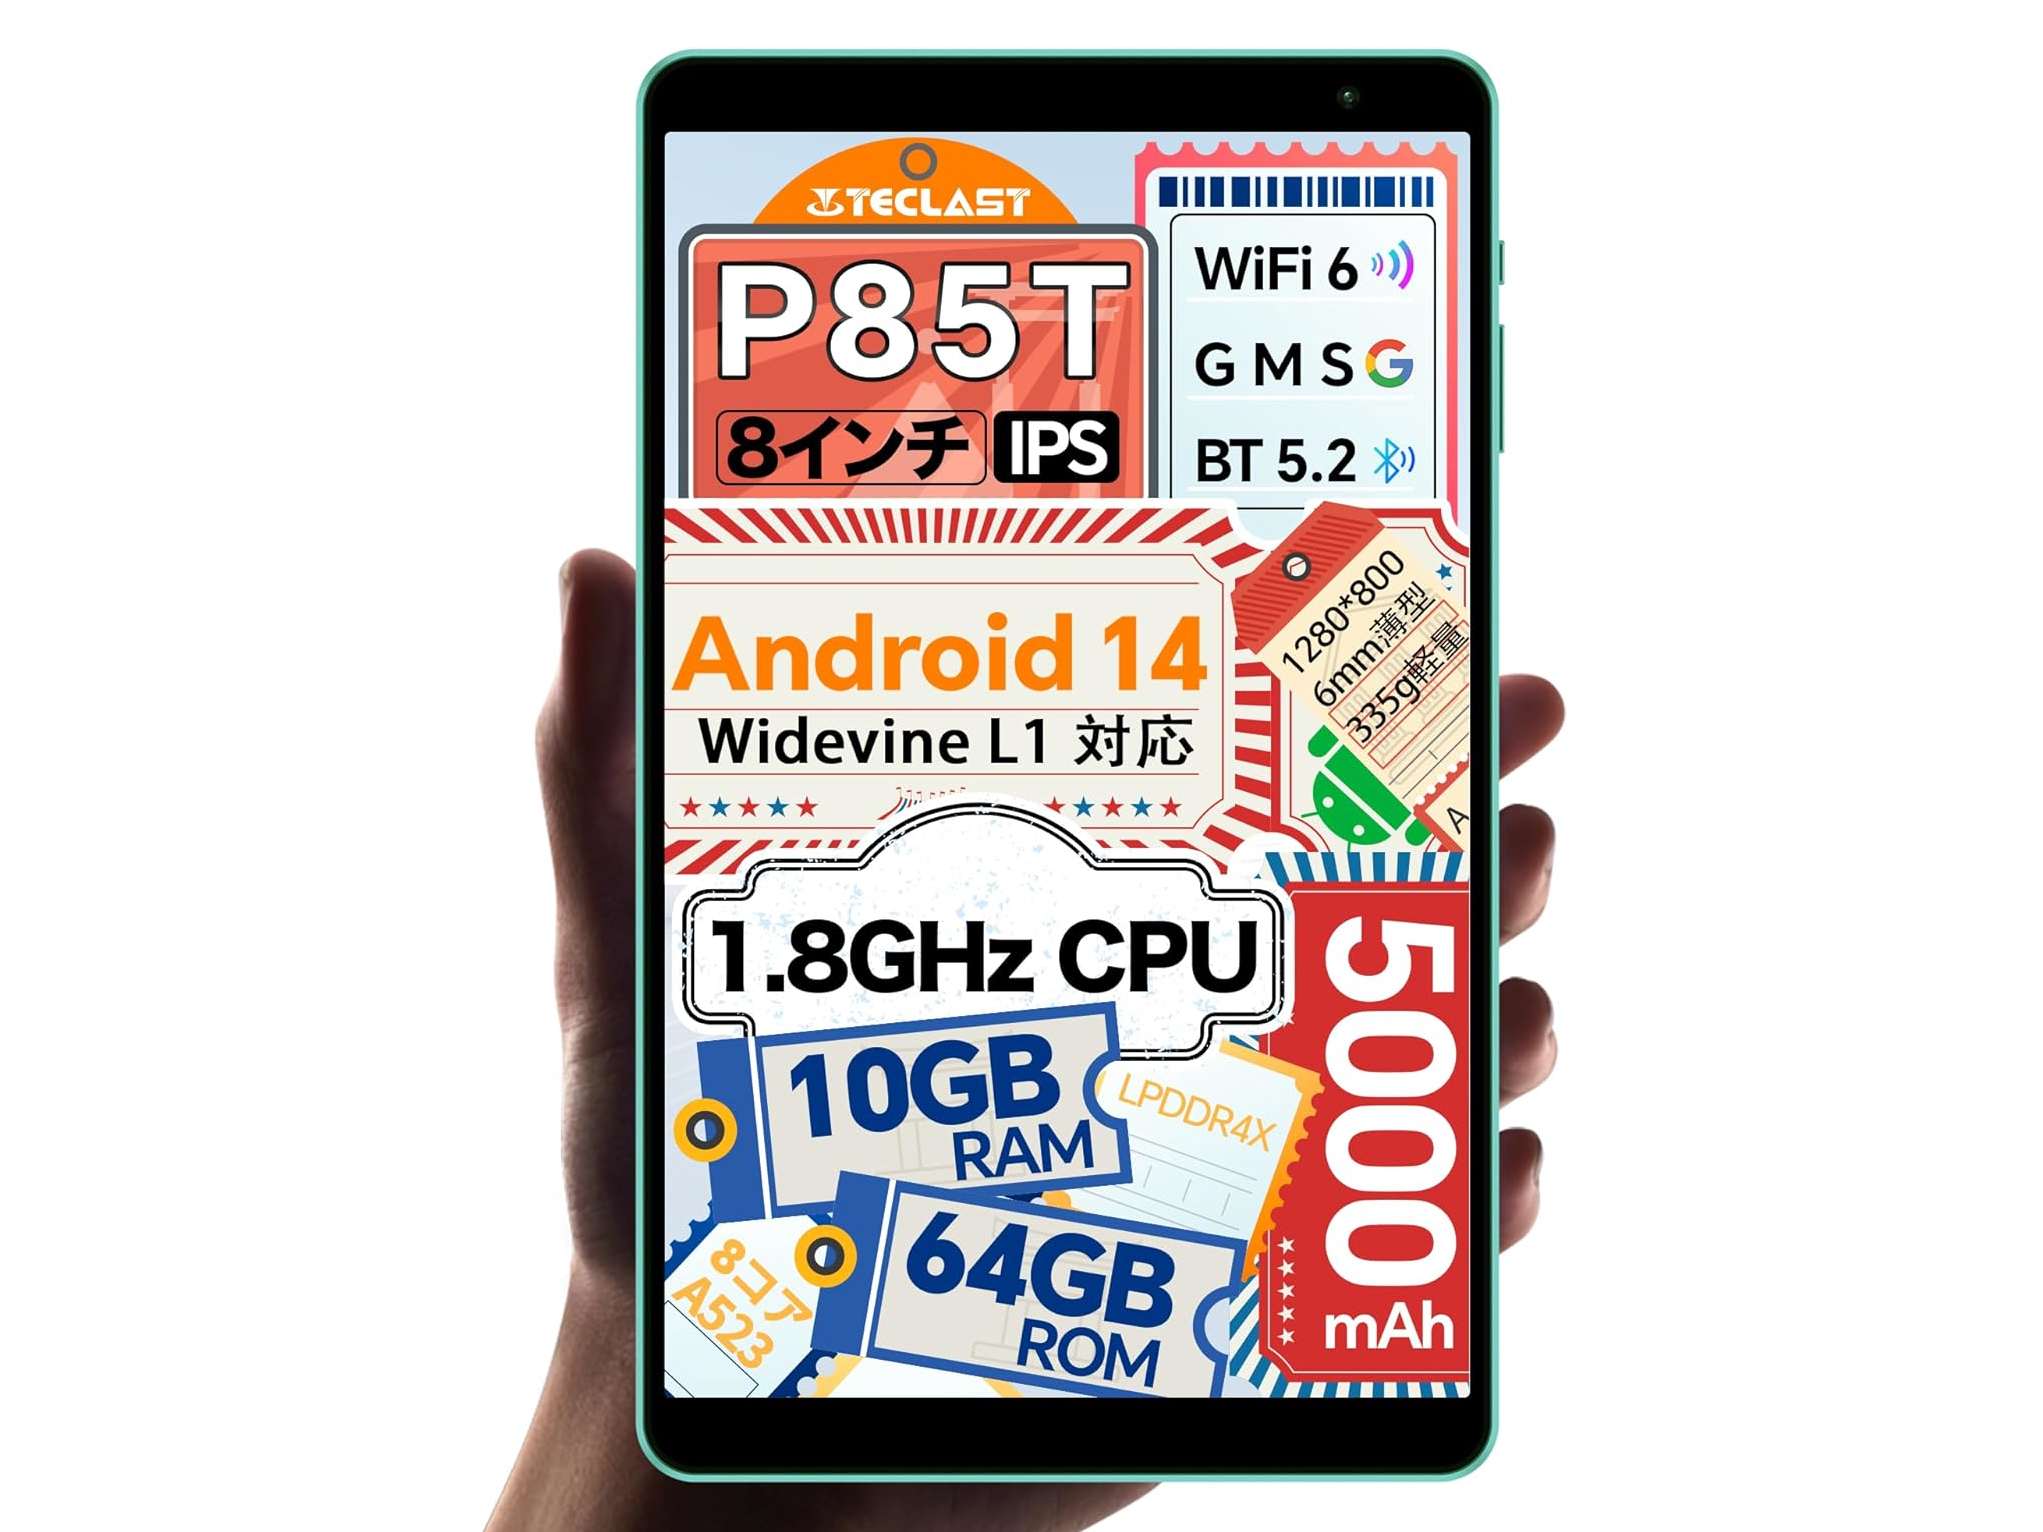 TECLAST
P85T
8インチ IPS
WiFi 6
G M S G
BT 5.2
1280*800
6mm薄型
335g軽量
Android 14
Widevine L1 対応
A
1.8GHz CPU
5000
mAh
10GB
RAM
LPDDR4X
64GB
ROM
8コア
A523